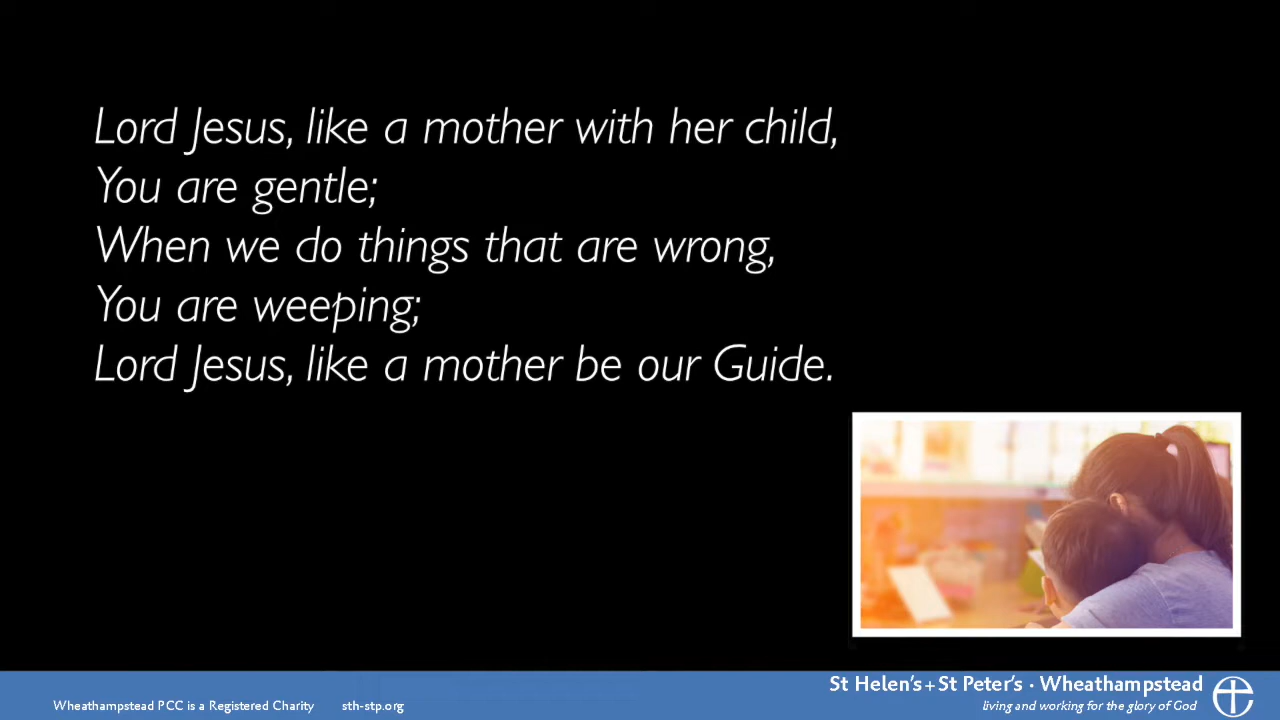 Lord Jesus, like a mother with her child,
You are gentle;
When we do things that are wrong,
You are weeping;
Lord Jesus, like a mother be our Guide.
St Helen's + St Peter's · Wheathampstead
living and working for the glory of God
Wheathampstead PCC is a Registered Charity sth-stp.org